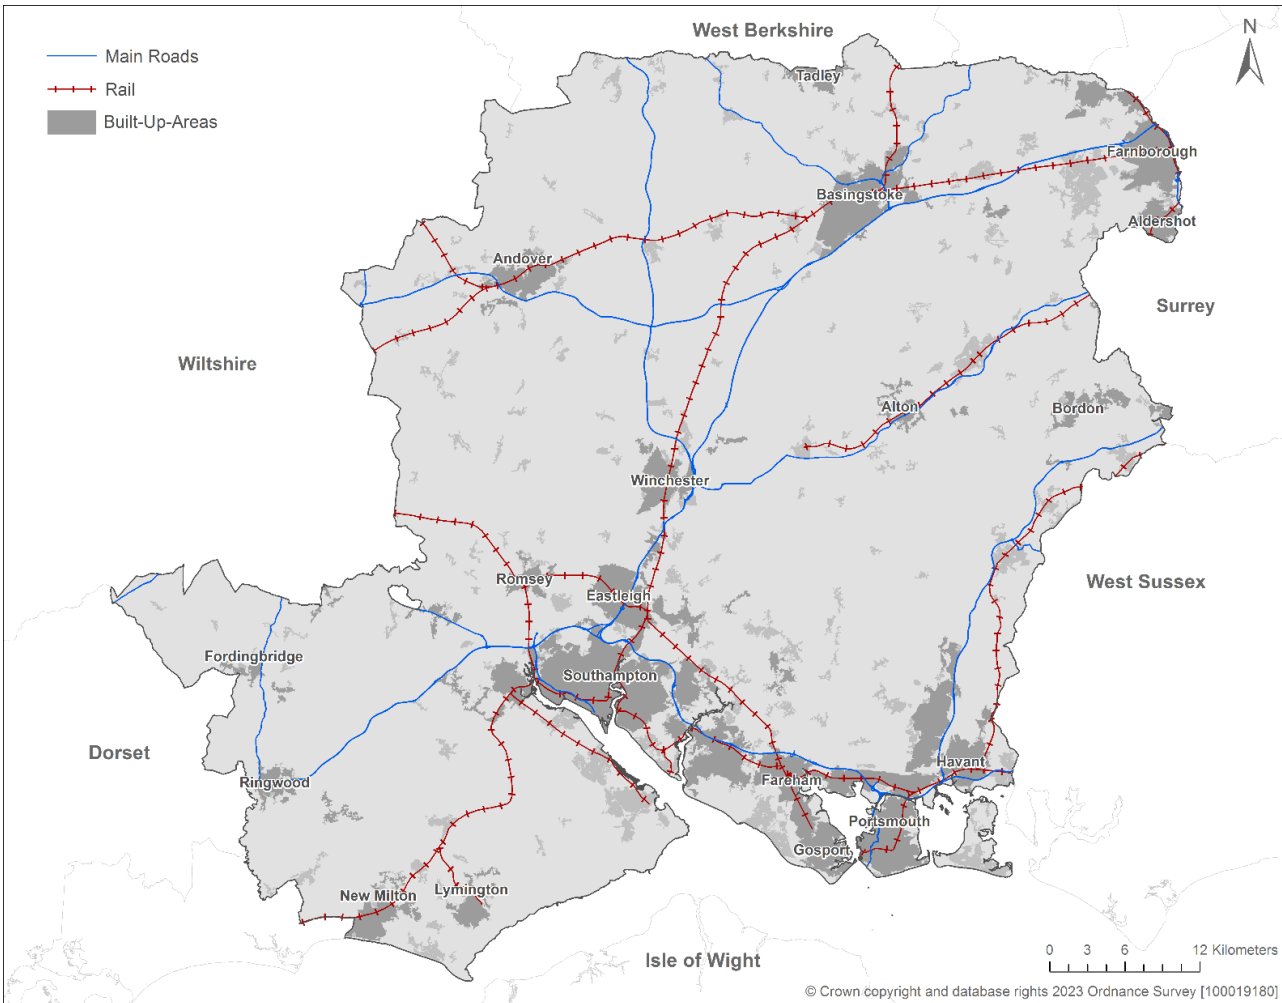 West Berkshire
N
Main Roads
Tadley
Rail
Built-Up-Areas
Farnborough
Basingstoke
Aldershot
Andover
Surrey
Wiltshire
Alton
Bordon
Winchester
Romsey
West Sussex
Eastleigh
Fordingbridge
Southampton
Dorset
Havant
Ringwood
Fareham
Portsmouth
Gosport
New Milton
Lymington
Isle of Wight
0 3 6 12 Kilometers
© Crown copyright and database rights 2023 Ordnance Survey [100019180]